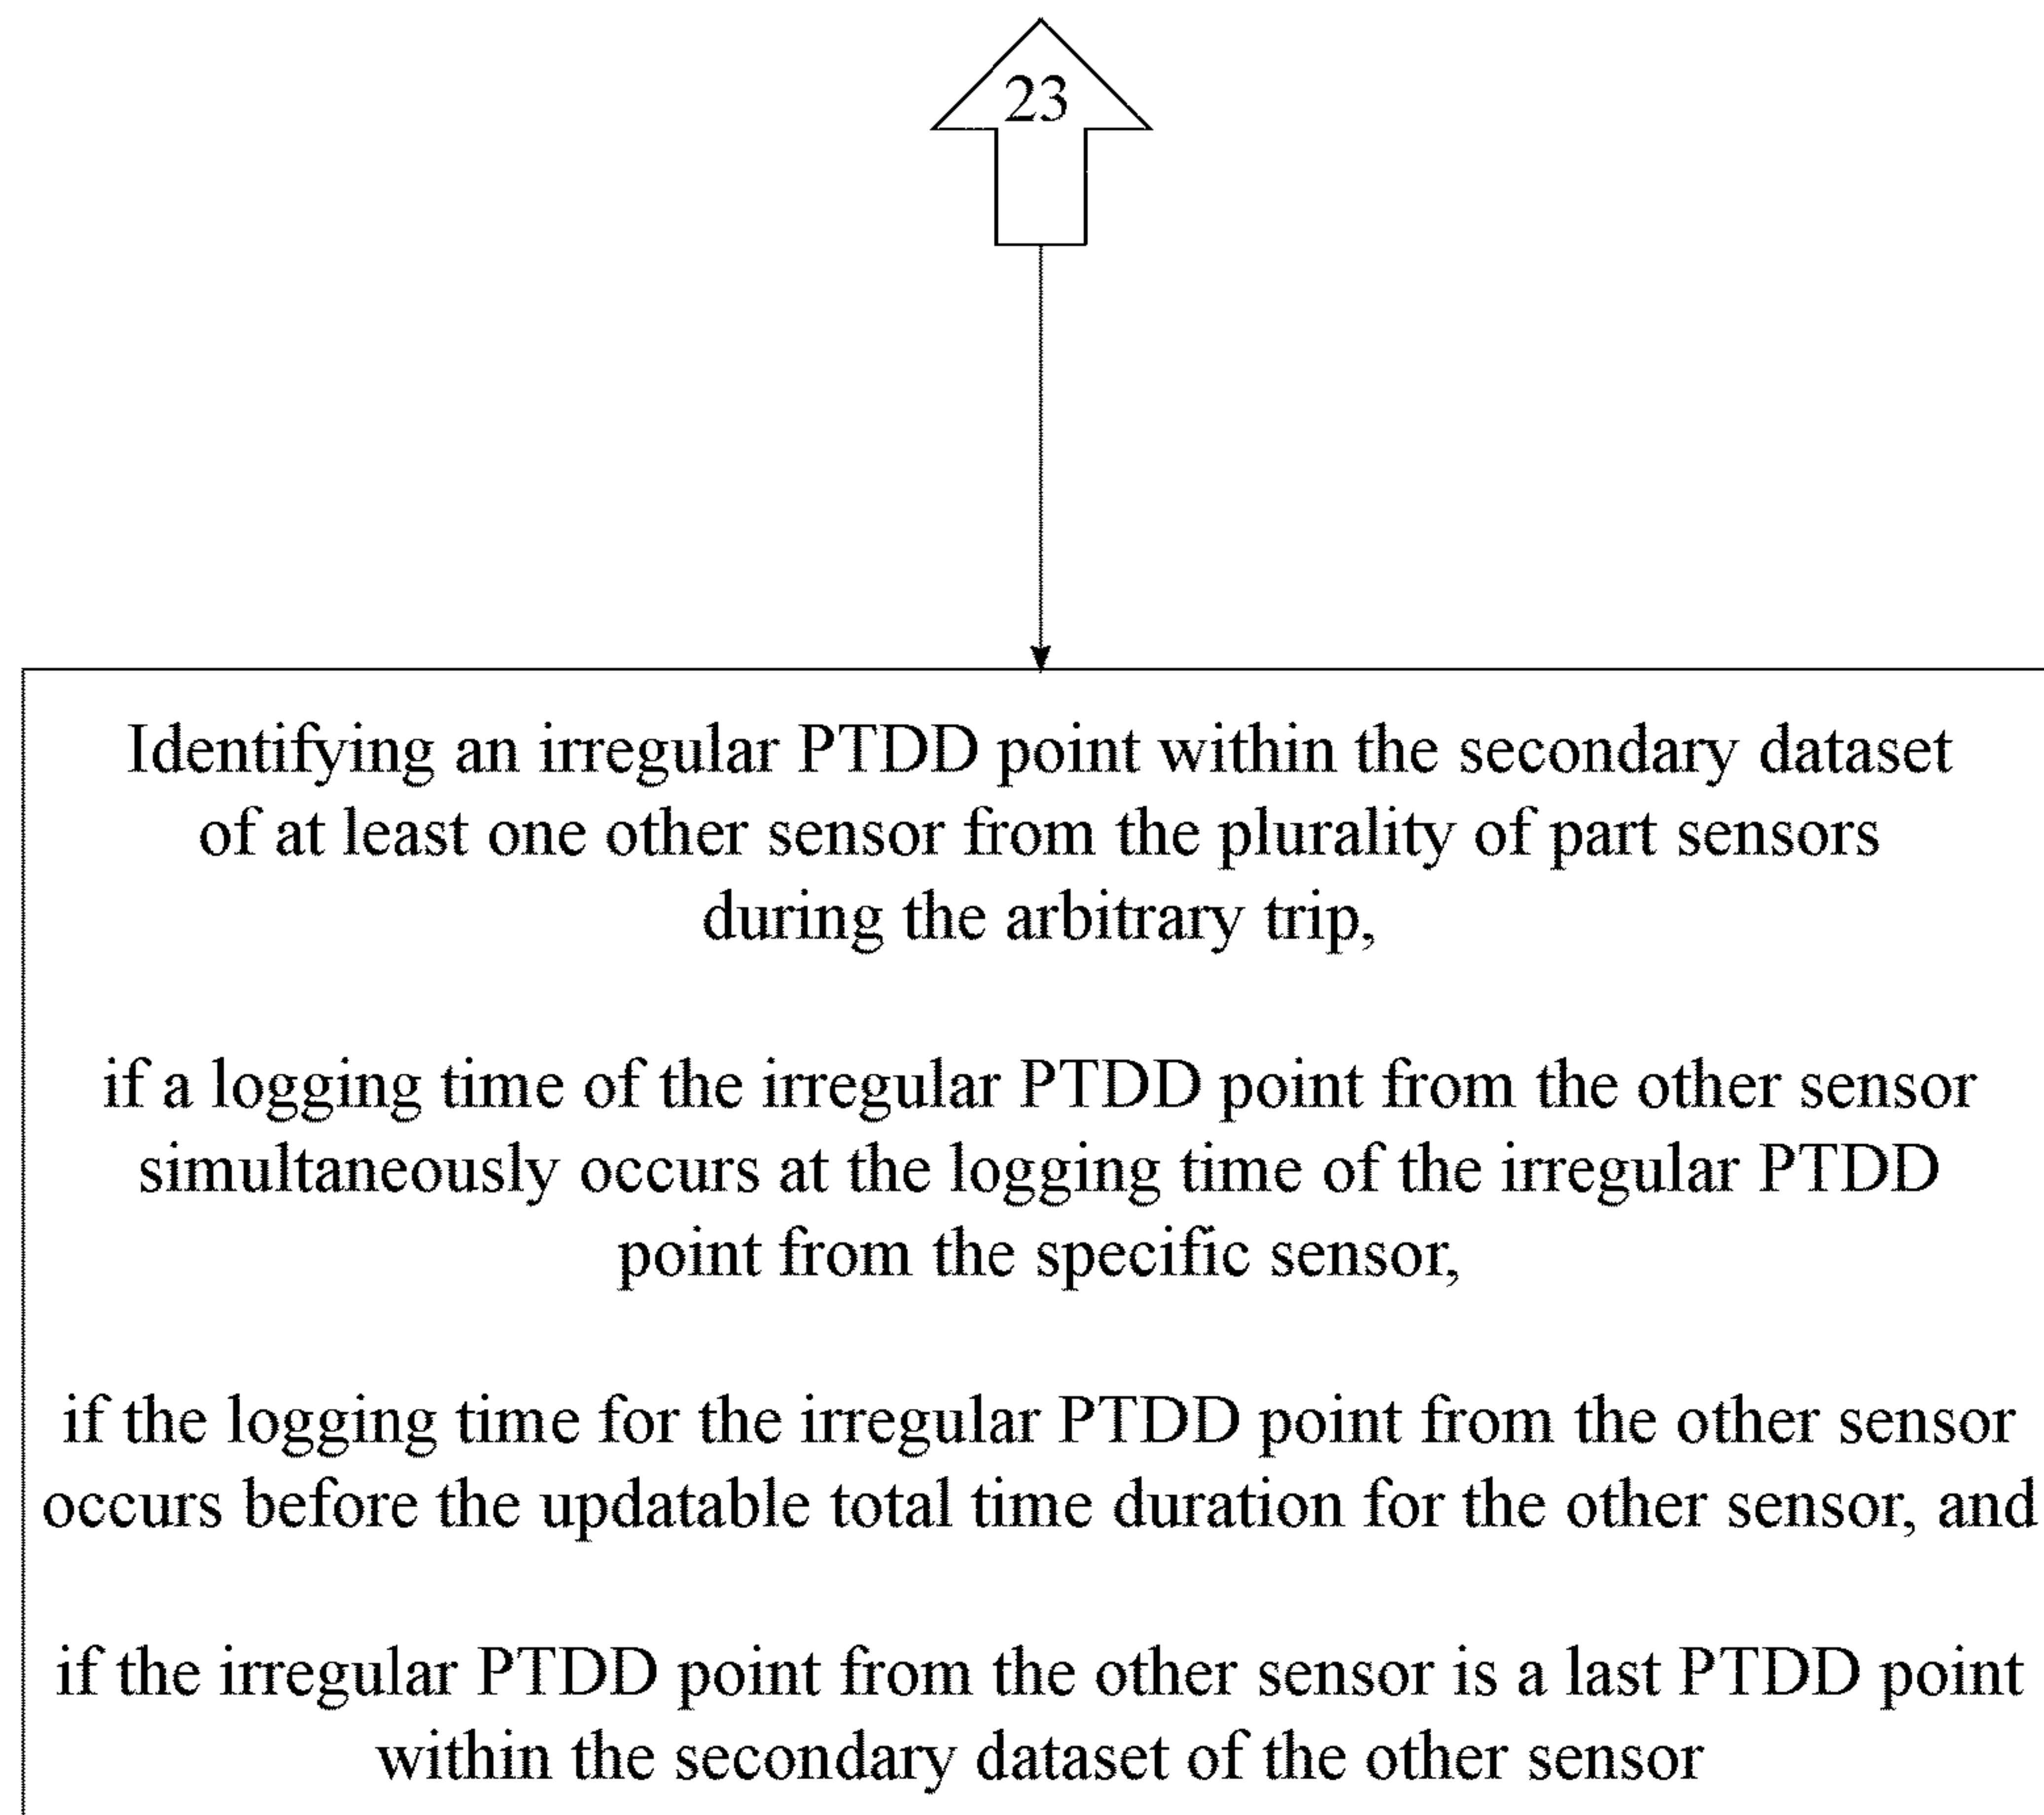 23
Identifying an irregular PTDD point within the secondary dataset
of at least one other sensor from the plurality of part sensors
during the arbitrary trip,
if a logging time of the irregular PTDD point from the other sensor
simultaneously occurs at the logging time of the irregular PTDD
point from the specific sensor,
if the logging time for the irregular PTDD point from the other sensor
occurs before the updatable total time duration for the other sensor, and
if the irregular PTDD point from the other sensor is a last PTDD point
within the secondary dataset of the other sensor